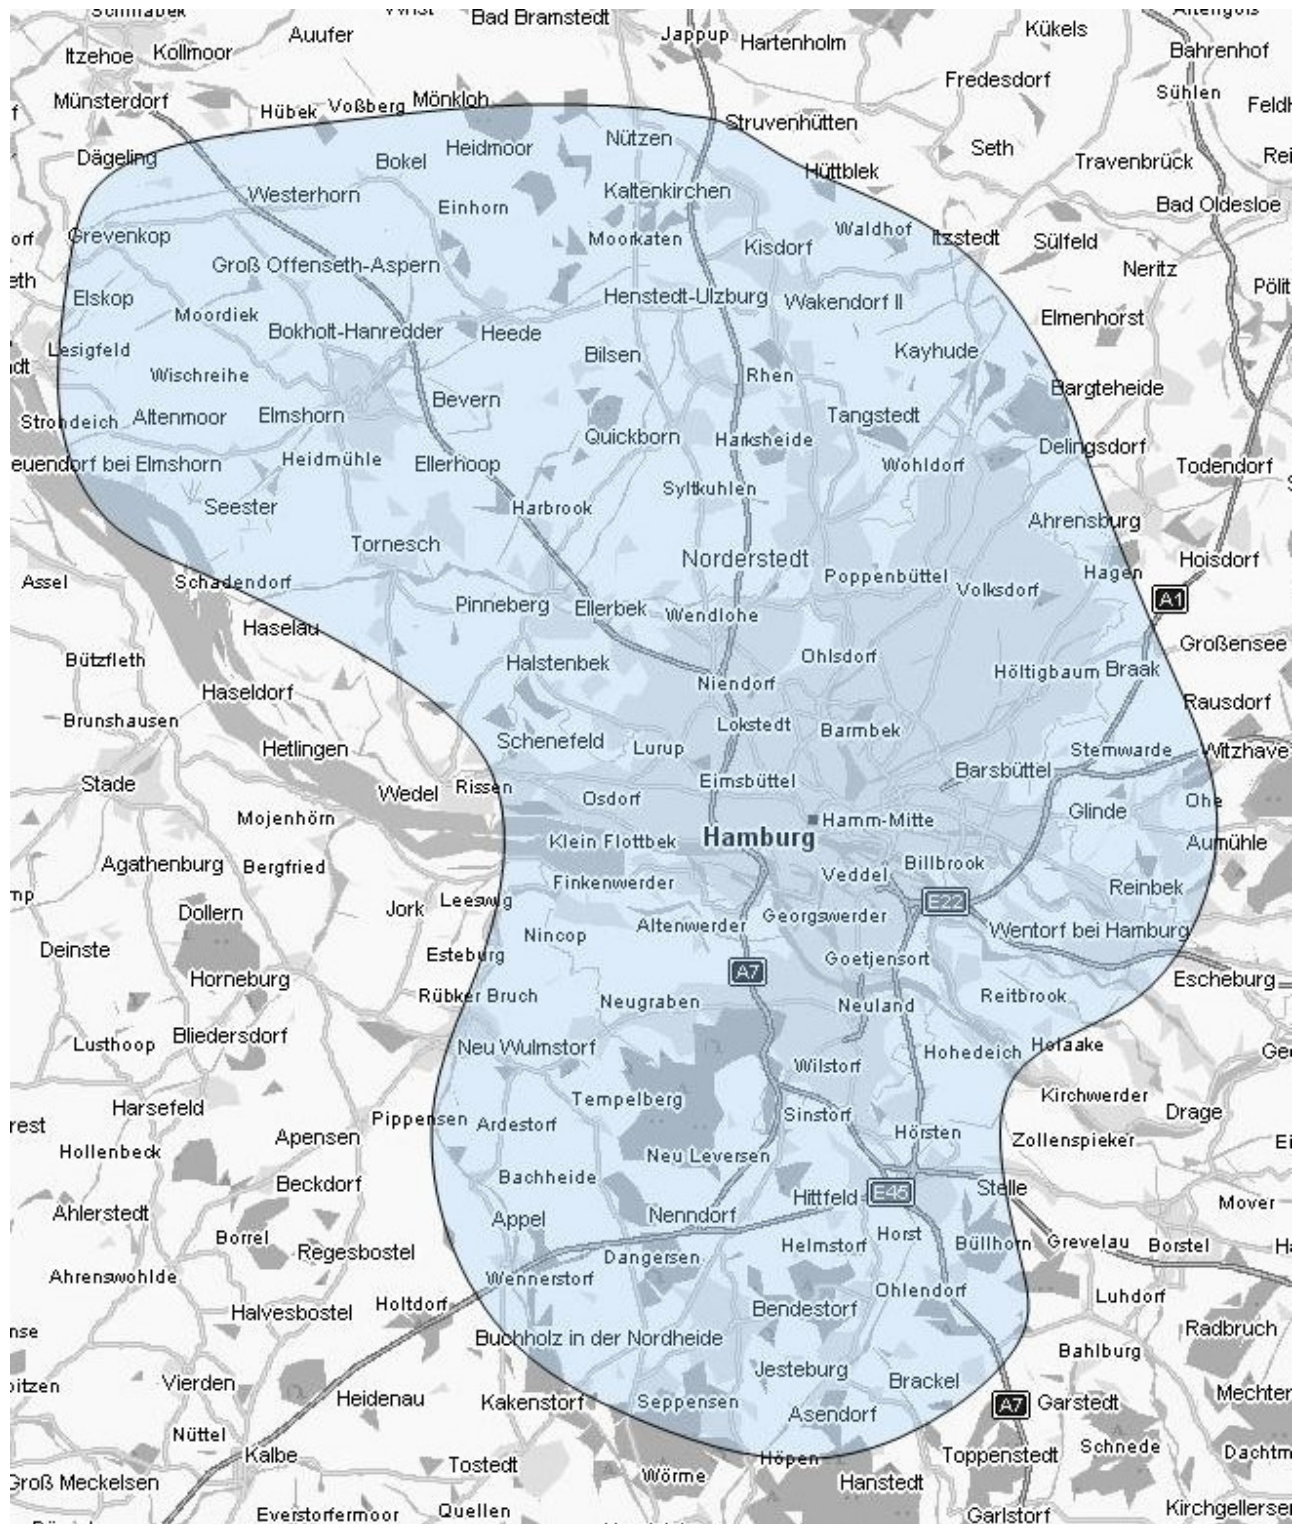 Bad Bramstedt
Jappup
Hartenholm
Auufer
Kükels
Itzehoe
Kollmoor
Bahrenhof
Fredesdorf
Sühlen
Münsterdorf
Hübek
Voßberg
Mönkloh
Struvenhütten
Nützen
Heidmoor
Seth
Dägeling
Bokel
Travenbrück
Hüttblek
Westerhorn
Kaltenkirchen
Bad Oldesloe
Einhorn
Grevenkop
Moorkaten
Kisdorf
Waldhof
Itzstedt
Sülfeld
Groß Offenseth-Aspern
Neritz
Elskop
Henstedt-Ulzburg
Wakendorf II
Moordiek
Bokholt-Hanredder
Heede
Elmenhorst
Lesigfeld
Bilsen
Kayhude
Wischreihe
Rhen
Bargteheide
Bevern
Strohdeich
Altenmoor
Elmshorn
Tangstedt
Quickborn
Harksheide
Delingsdorf
euendorf bei Elmshorn
Heidmühle
Ellerhoop
Wohldorf
Todendorf
Syltkuhlen
Seester
Harbrook
Ahrensburg
Tornesch
Norderstedt
Hoisdorf
Assel
Schadendorf
Poppenbüttel
Volksdorf
Hagen
A1
Pinneberg
Ellerbek
Wendlohe
Haselau
Großensee
Bützfleth
Halstenbek
Ohlsdorf
Höltigbaum
Braak
Haseldorf
Niendorf
Rausdorf
Brunshausen
Lokstedt
Barmbek
Hetlingen
Schenefeld
Lurup
Stemwarde
Witzhave
Stade
Wedel
Rissen
Eimsbüttel
Barsbüttel
Osdorf
Ohe
Mojenhörn
Glinde
Klein Flottbek
Hamburg
Hamm-Mitte
Aumühle
Agathenburg
Bergfried
Veddel
Billbrook
Finkenwerder
Reinbek
Dollern
Jork
Leeswig
Altenwerder
Georgswerder
E22
Nincop
Wentorf bei Hamburg
Deinste
Esteburg
Goetjensort
A7
Horneburg
Escheburg
Rübker Bruch
Neugraben
Neuland
Reitbrook
Lusthoop
Bliedersdorf
Neu Wulmstorf
Hohedeich
Holaake
Wilstorf
Harsefeld
Tempelberg
Kirchwerder
Drage
rest
Pippensen
Ardestorf
Sinstorf
Apensen
Hörsten
Zollenspieker
Hollenbeck
Neu Leversen
Beckdorf
Bachheide
Hittfeld
E45
Stelle
Mover
Ahlerstedt
Appel
Nenndorf
Borrel
Regesbostel
Dangersen
Helmstorf
Horst
Büllhorn
Grevelau
Borstel
Ahrenswohlde
Wennerstorf
Halvesbostel
Holtdorf
Bendestorf
Ohlendorf
Luhdorf
Buchholz in der Nordheide
Radbruch
Bahlburg
Vierden
Heidenau
Jesteburg
Brackel
Kakenstorf
Seppensen
Asendorf
A7
Garstedt
Mechter
Nüttel
Kalbe
Tostedt
Höpen
Toppenstedt
Schnede
Dachtm
Groß Meckelsen
Wörme
Hanstedt
Everstorfermoor
Quellen
Garlstorf
Kirchgellerser